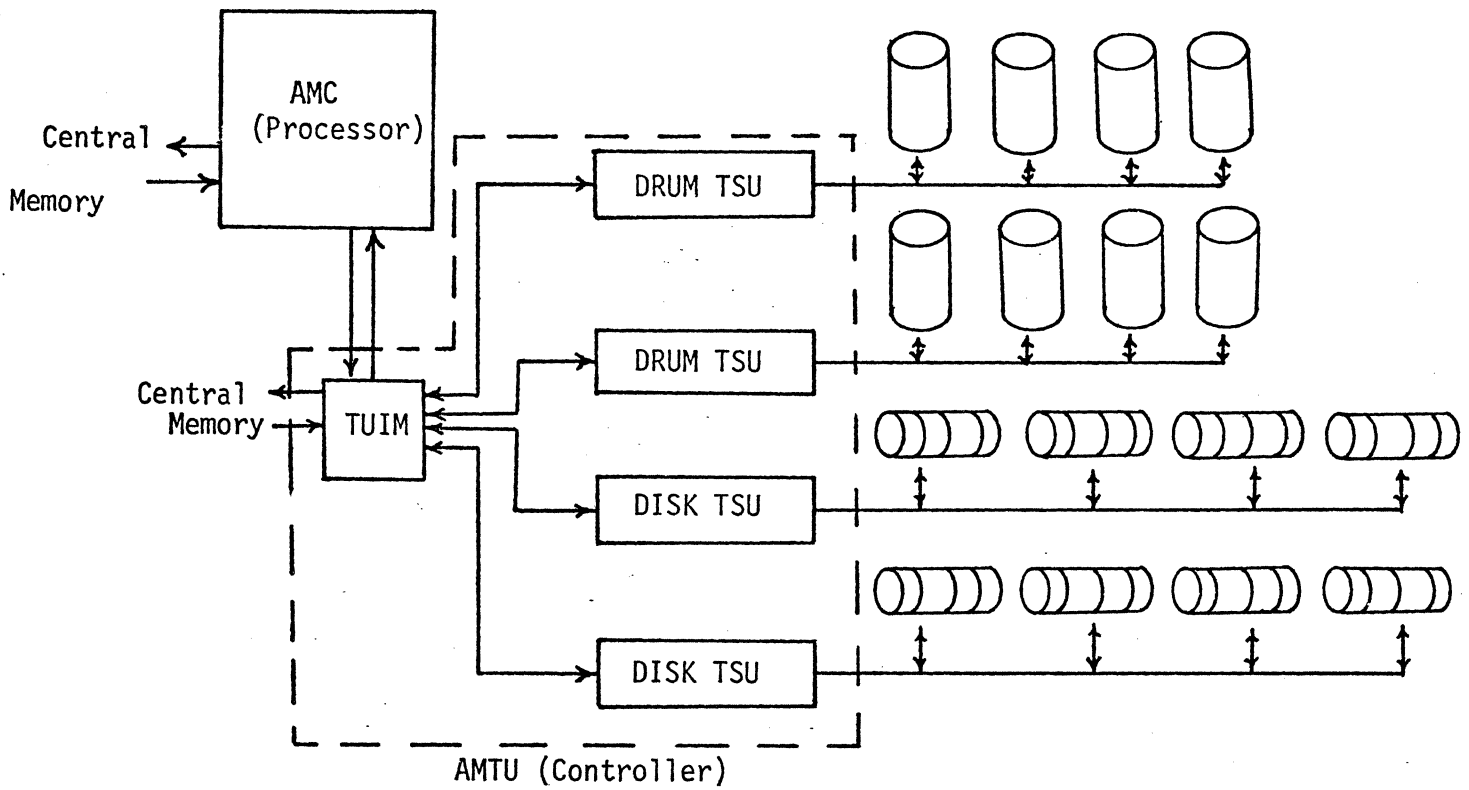 AMC
(Processor)
Central
Memory
DRUM TSU
DRUM TSU
Central
Memory
TUIM
DISK TSU
DISK TSU
AMTU (Controller)